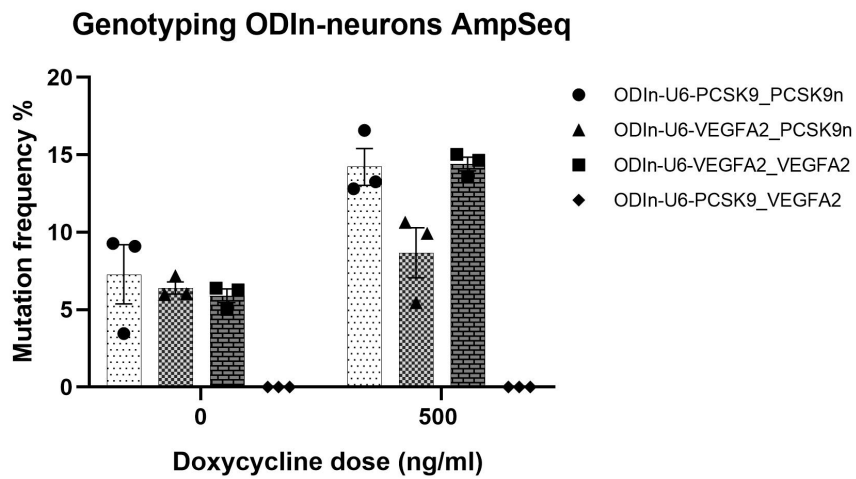 Genotyping ODIn-neurons AmpSeq
Mutation frequency %
20
15
10
5
0
0
500
Doxycycline dose (ng/ml)
ODIn-U6-PCSK9_PCSK9n
ODIn-U6-VEGFA2_PCSK9n
ODIn-U6-VEGFA2_VEGFA2
ODIn-U6-PCSK9_VEGFA2